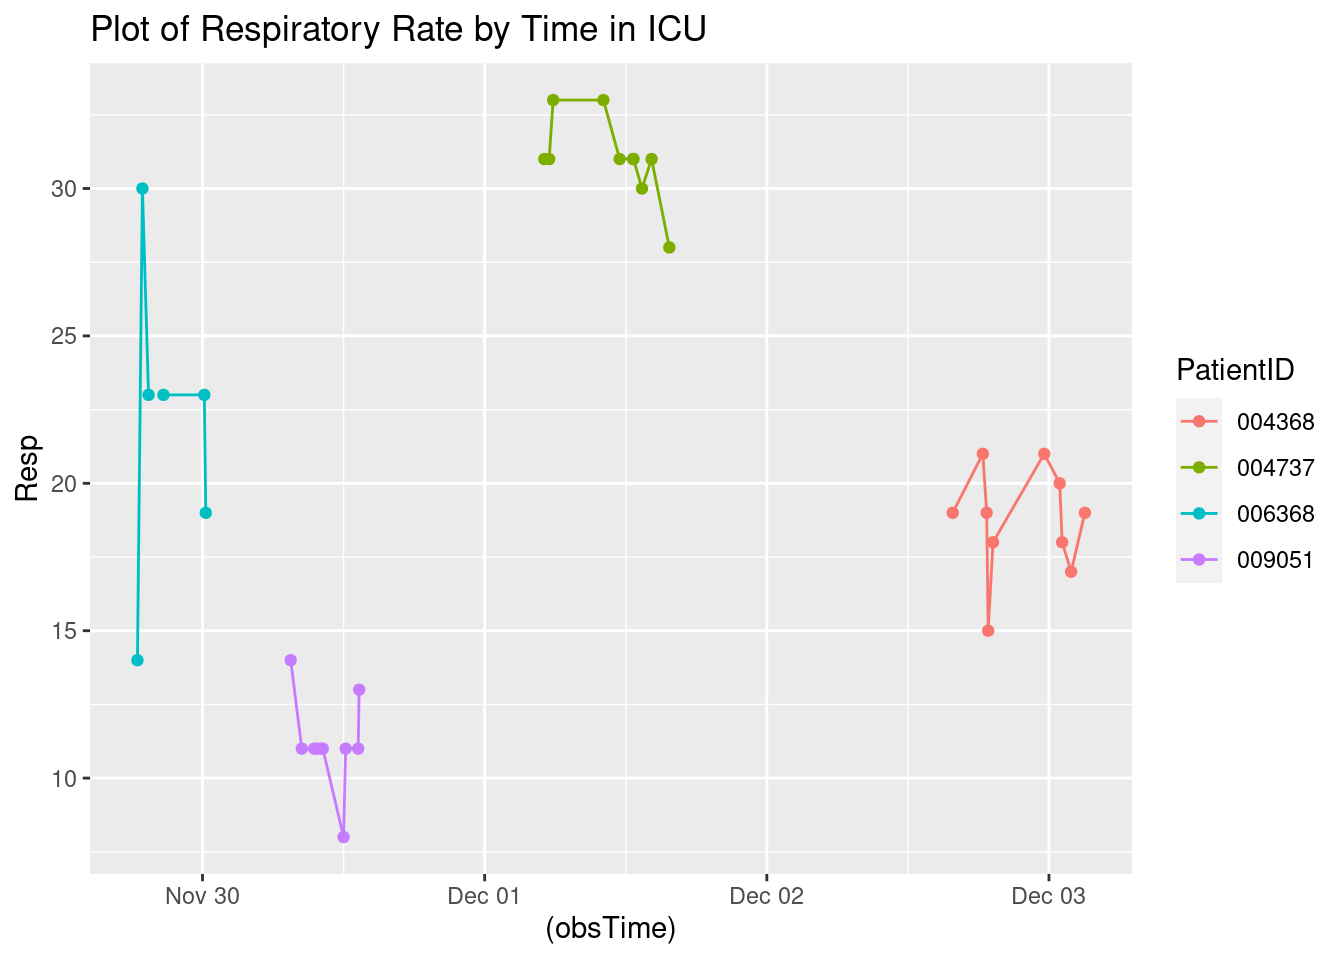 Plot of Respiratory Rate by Time in ICU
Resp
30
25
20
15
10
Nov 30
Dec 01
Dec 02
Dec 03
(obsTime)
PatientID
004368
004737
006368
009051